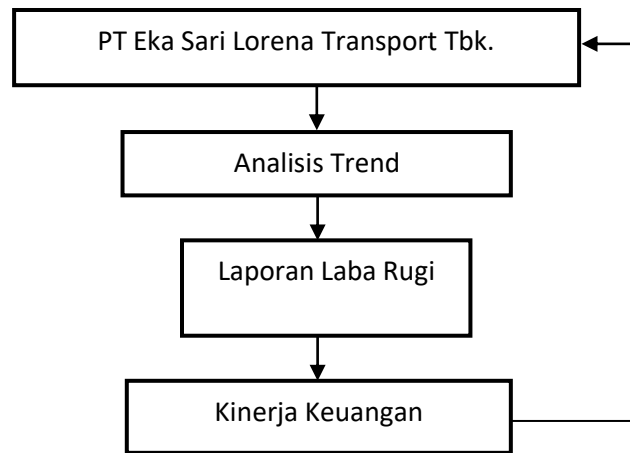 PT Eka Sari Lorena Transport Tbk.
Analisis Trend
Laporan Laba Rugi
Kinerja Keuangan